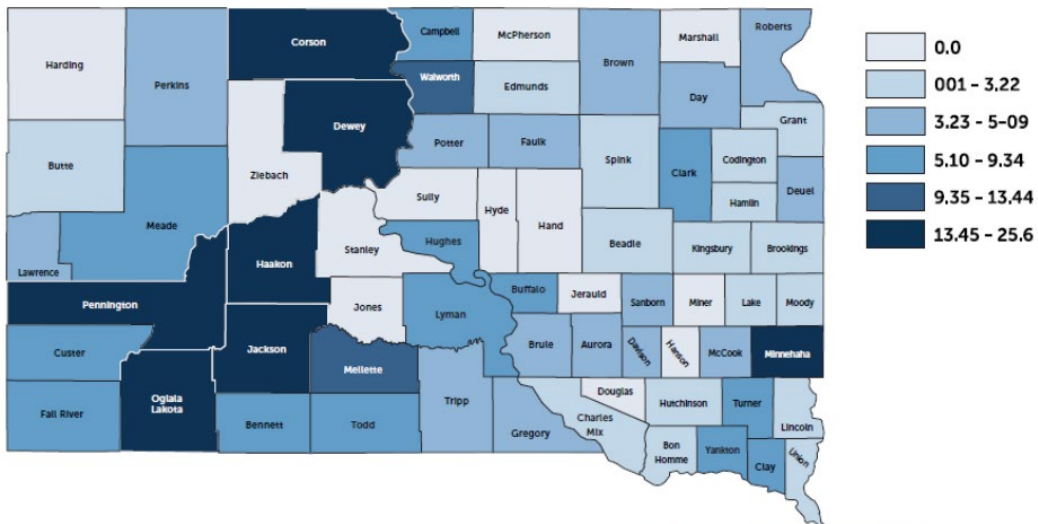 Harding
Perkins
Corson
Campbell
McPherson
Marshall
Roberts
Walworth
Edmunds
Brown
Day
Butte
Dewey
Ziebach
Potter
Faulk
Spink
Clark
Grant
Codington
Hamlin
Deuel
Meade
Lawrence
Sully
Hyde
Hand
Beadle
Kingsbury
Brookings
Haakon
Stanley
Hughes
Pennington
Jones
Lyman
Buffalo
Jerauld
Sanborn
Miner
Lake
Moody
Custer
Jackson
Mellette
Brule
Aurora
Davison
Hanson
McCook
Minnehaha
Fall River
Oglala
Lakota
Bennett
Todd
Tripp
Gregory
Douglas
Charles
Mix
Hutchinson
Turner
Lincoln
Bon
Homme
Yankton
Clay
Union
0.0
001 - 3.22
3.23 - 5-09
5.10 - 9.34
9.35 - 13.44
13.45 - 25.6